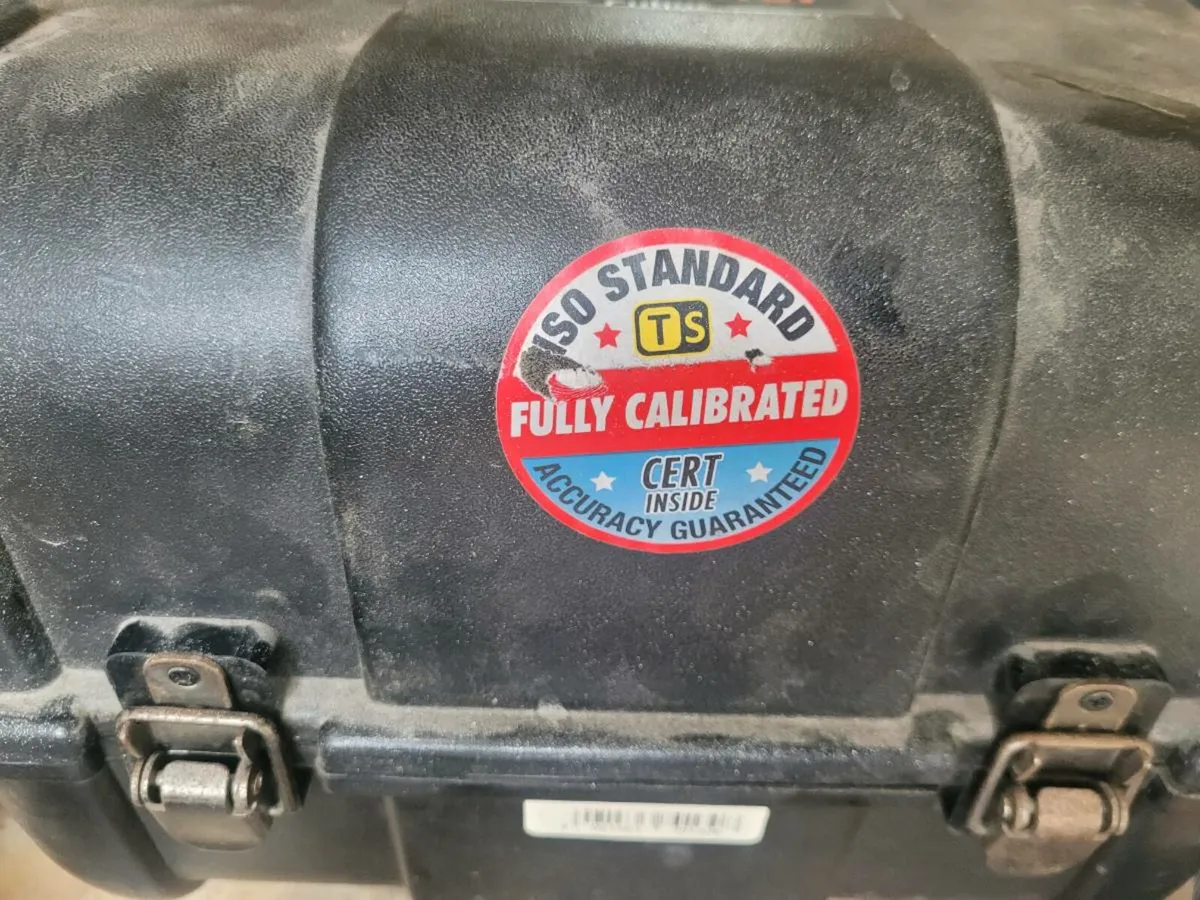 ISO STANDARD
TS
FULLY CALIBRATED
CERT
INSIDE
ACCURACY GUARANTEED